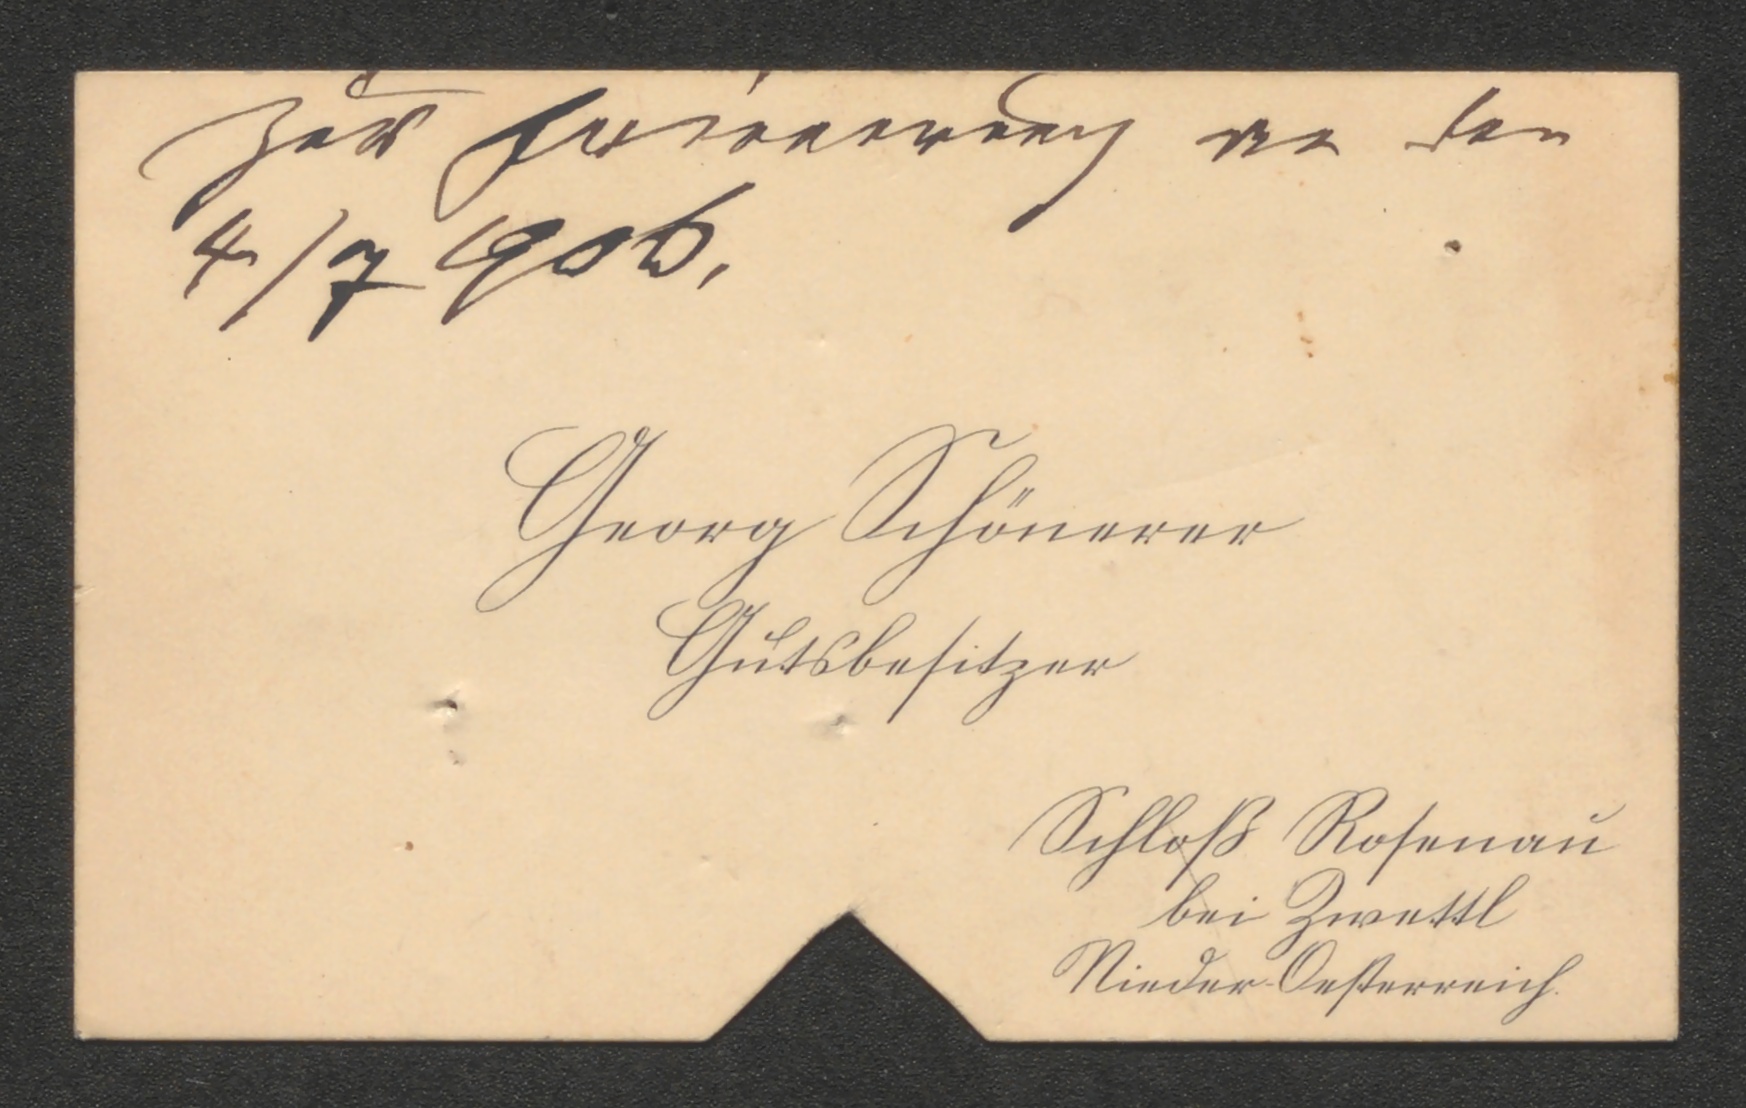 Zur Erinnerung an den
4/7 906.
Georg Schönerer
Gutsbesitzer
Schloß Rosenau
bei Zwettl
Nieder-Oesterreich.